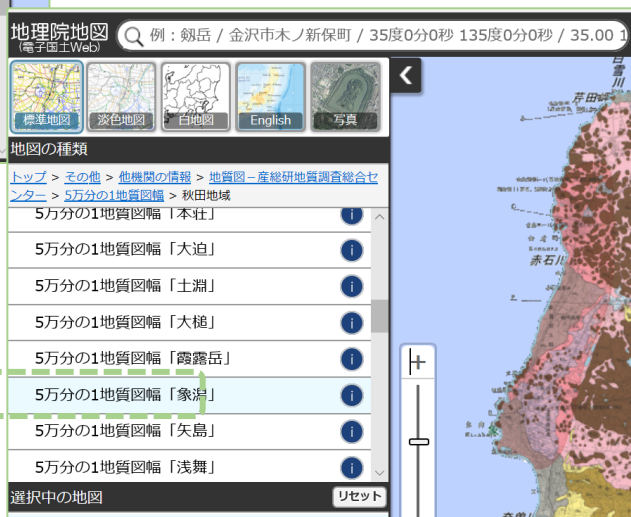 地理院地図
(電子国土Web)
例：剱岳 / 金沢市木ノ新保町 / 35度0分0秒 135度0分0秒 / 35.00 1
標準地図
淡色地図
白地図
English
写真
地図の種類
トップ > その他 > 他機関の情報 > 地質図－産総研地質調査総合セ
ンター > 5万分の1地質図幅 > 秋田地域
5万分の1地質図幅「本荘」
5万分の1地質図幅「大迫」
5万分の1地質図幅「土淵」
5万分の1地質図幅「大槌」
5万分の1地質図幅「霞露岳」
5万分の1地質図幅「象潟」
5万分の1地質図幅「矢島」
5万分の1地質図幅「浅舞」
選択中の地図
リセット
白雪川
赤石川